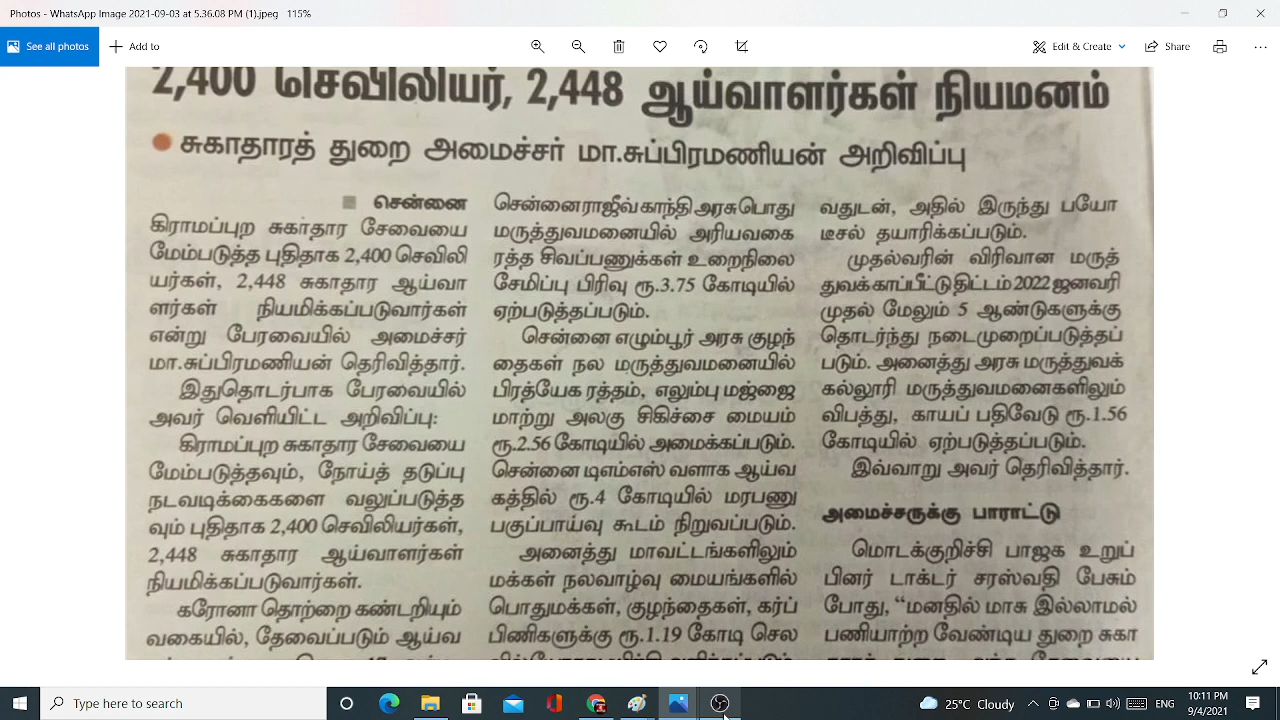 Photos - WhatsApp Image 2021-09-03 at 5.36.08 PM (1).jpeg 115%
See all photos
Add to
Edit & Create
Share
2,400 செவிலியர், 2,448 ஆய்வாளர்கள் நியமனம்
சுகாதாரத் துறை அமைச்சர் மா.சுப்பிரமணியன் அறிவிப்பு
சென்னை
கிராமப்புற சுகாதார சேவையை
மேம்படுத்த புதிதாக 2,400 செவிலி
யர்கள், 2,448 சுகாதார ஆய்வா
ளர்கள் நியமிக்கப்படுவார்கள்
என்று பேரவையில் அமைச்சர்
மா.சுப்பிரமணியன் தெரிவித்தார்.
இதுதொடர்பாக பேரவையில்
அவர் வெளியிட்ட அறிவிப்பு:
கிராமப்புற சுகாதார சேவையை
மேம்படுத்தவும், நோய்த் தடுப்பு
நடவடிக்கைகளை வலுப்படுத்த
வும் புதிதாக 2,400 செவிலியர்கள்,
2,448 சுகாதார ஆய்வாளர்கள்
நியமிக்கப்படுவார்கள்.
கரோனா தொற்றை கண்டறியும்
வகையில், தேவைப்படும் ஆய்வ
சென்னை ராஜீவ்காந்தி அரசு பொது
மருத்துவமனையில் அரியவகை
ரத்த சிவப்பணுக்கள் உறைநிலை
சேமிப்பு பிரிவு ரூ.3.75 கோடியில்
ஏற்படுத்தப்படும்.
சென்னை எழும்பூர் அரசு குழந்
தைகள் நல மருத்துவமனையில்
பிரத்யேக ரத்தம், எலும்பு மஜ்ஜை
மாற்று அலகு சிகிச்சை மையம்
ரூ.2.56 கோடியில் அமைக்கப்படும்.
சென்னை டிஎம்எஸ் வளாக ஆய்வ
கத்தில் ரூ.4 கோடியில் மரபணு
பகுப்பாய்வு கூடம் நிறுவப்படும்.
அனைத்து மாவட்டங்களிலும்
மக்கள் நலவாழ்வு மையங்களில்
பொதுமக்கள், குழந்தைகள், கர்ப்
பிணிகளுக்கு ரூ.1.19 கோடி செல
வதுடன், அதில் இருந்து பயோ
டீசல் தயாரிக்கப்படும்.
முதல்வரின் விரிவான மருத்
துவக் காப்பீட்டு திட்டம் 2022 ஜனவரி
முதல் மேலும் 5 ஆண்டுகளுக்கு
தொடர்ந்து நடைமுறைப்படுத்தப்
படும். அனைத்து அரசு மருத்துவக்
கல்லூரி மருத்துவமனைகளிலும்
விபத்து, காயப் பதிவேடு ரூ.1.56
கோடியில் ஏற்படுத்தப்படும்.
இவ்வாறு அவர் தெரிவித்தார்.
அமைச்சருக்கு பாராட்டு
மொடக்குறிச்சி பாஜக உறுப்
பினர் டாக்டர் சரஸ்வதி பேசும்
போது, “மனதில் மாசு இல்லாமல்
பணியாற்ற வேண்டிய துறை சுகா
Type here to search
25°C Cloudy
10:11 PM
9/4/2021